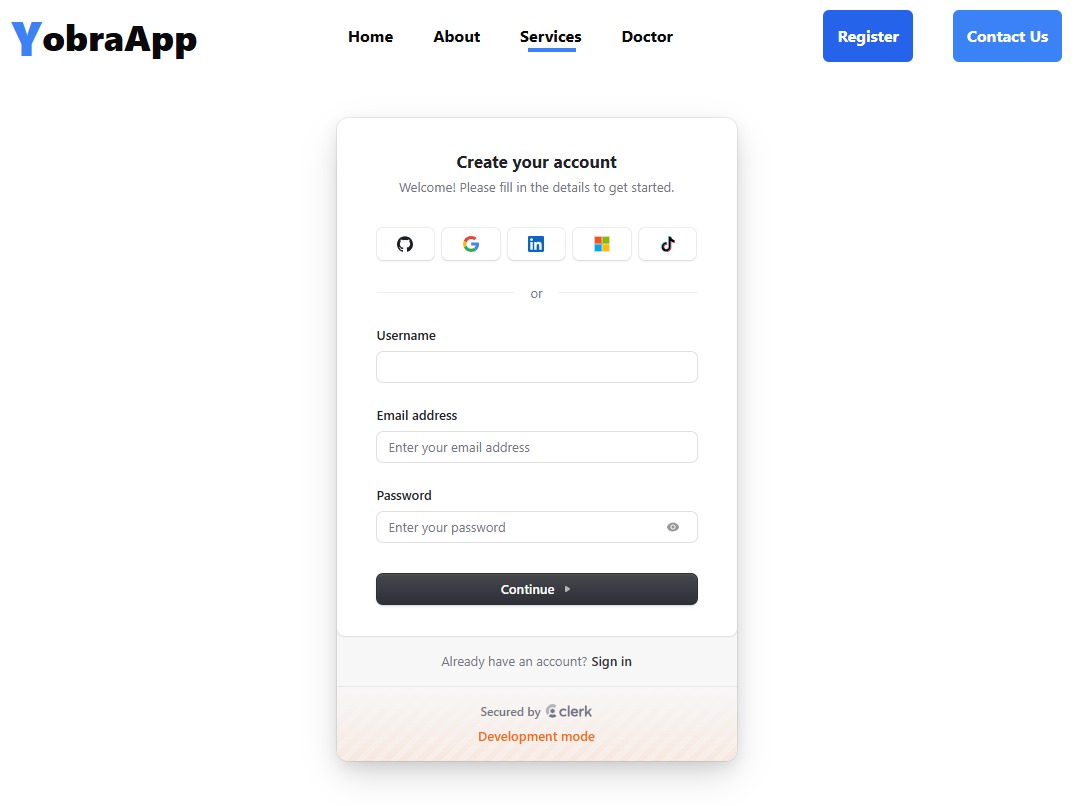 YobraApp
Home About Services Doctor Register Contact Us
Create your account
Welcome! Please fill in the details to get started.
in
or
Username
Email address
Enter your email address
Password
Enter your password
Continue
Already have an account? Sign in
Secured by clerk
Development mode